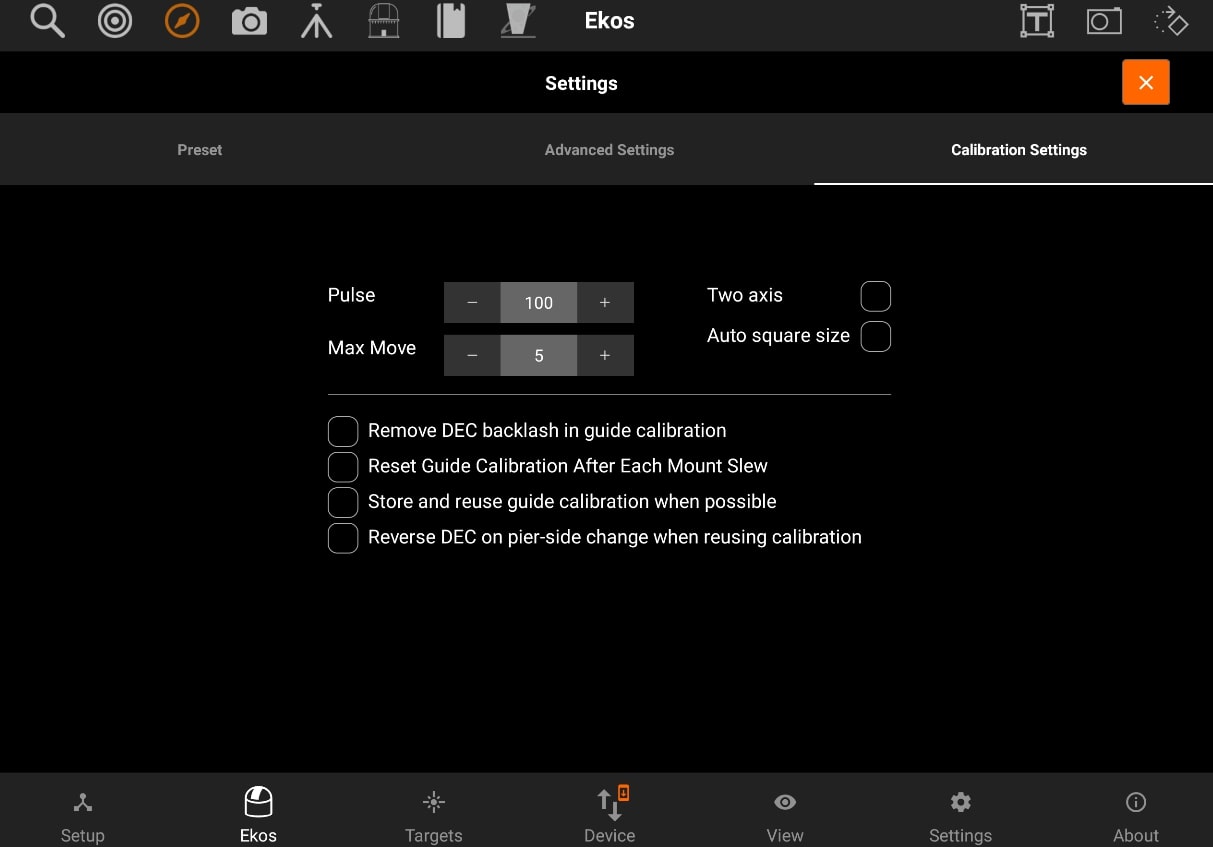 Ekos
Settings
Preset Advanced Settings Calibration Settings
Pulse − 100 + Two axis
Auto square size
Max Move − 5 +
Remove DEC backlash in guide calibration
Reset Guide Calibration After Each Mount Slew
Store and reuse guide calibration when possible
Reverse DEC on pier-side change when reusing calibration
Setup Ekos Targets Device View Settings About